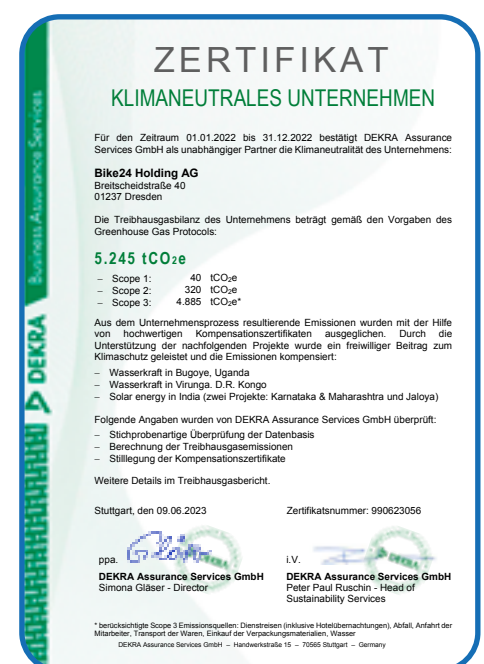 ZERTIFIKAT
KLIMANEUTRALES UNTERNEHMEN
Für den Zeitraum 01.01.2022 bis 31.12.2022 bestätigt DEKRA Assurance
Services GmbH als unabhängiger Partner die Klimaneutralität des Unternehmens:
Bike24 Holding AG
Breitscheidstraße 40
01237 Dresden
Die Treibhausgasbilanz des Unternehmens beträgt gemäß den Vorgaben des
Greenhouse Gas Protocols:
5.245 tCO₂e
– Scope 1: 40 tCO₂e
– Scope 2: 320 tCO₂e
– Scope 3: 4.885 tCO₂e*
Aus dem Unternehmensprozess resultierende Emissionen wurden mit der Hilfe
von hochwertigen Kompensationszertifikaten ausgeglichen. Durch die
Unterstützung der nachfolgenden Projekte wurde ein freiwilliger Beitrag zum
Klimaschutz geleistet und die Emissionen kompensiert:
– Wasserkraft in Bugoye, Uganda
– Wasserkraft in Virunga. D.R. Kongo
– Solar energy in India (zwei Projekte: Karnataka & Maharashtra und Jaloya)
Folgende Angaben wurden von DEKRA Assurance Services GmbH überprüft:
– Stichprobenartige Überprüfung der Datenbasis
– Berechnung der Treibhausgasemissionen
– Stilllegung der Kompensationszertifikate
Weitere Details im Treibhausgasbericht.
Stuttgart, den 09.06.2023 Zertifikatsnummer: 990623056
ppa. i.V.
DEKRA Assurance Services GmbH DEKRA Assurance Services GmbH
Simona Gläser - Director Peter Paul Ruschin - Head of
Sustainability Services
* berücksichtigte Scope 3 Emissionsquellen: Dienstreisen (inklusive Hotelübernachtungen), Abfall, Anfahrt der
Mitarbeiter, Transport der Waren, Einkauf der Verpackungsmaterialien, Wasser
DEKRA Assurance Services GmbH – Handwerkstraße 15 – 70565 Stuttgart – Germany
DEKRA Business Assurance Services